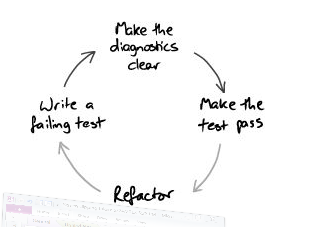 Make the
diagnostics
clear
Write a
failing test
Make the
test pass
Refactor